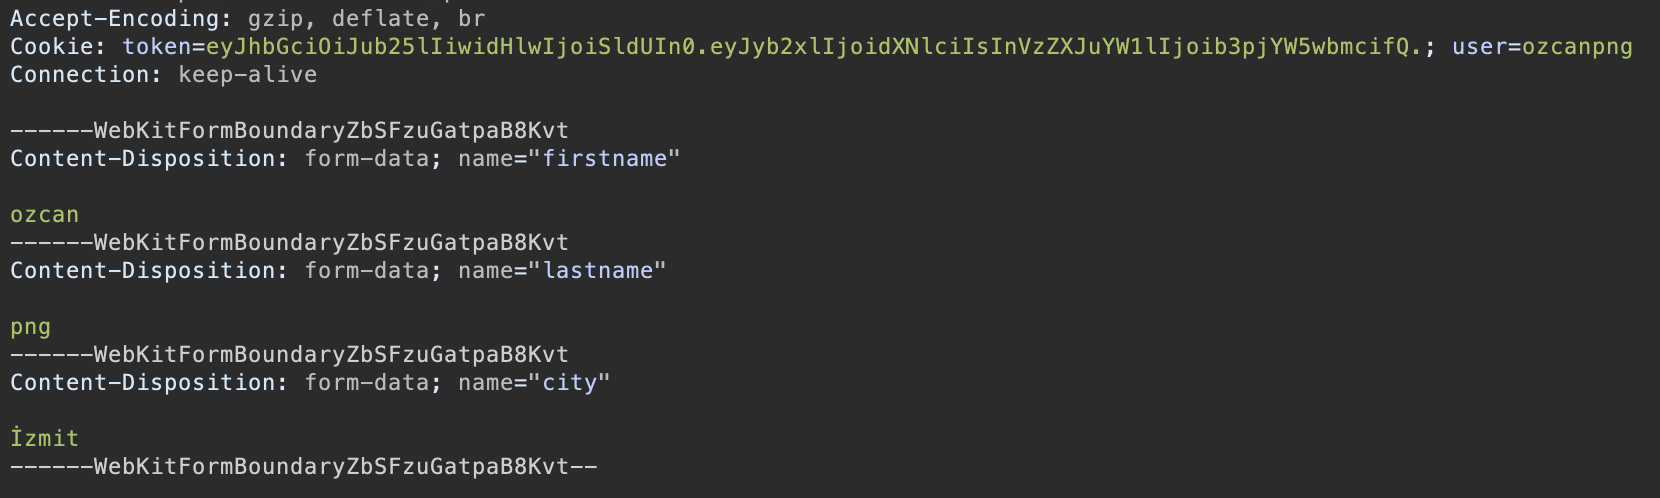 Accept-Encoding: gzip, deflate, br
Cookie: token=eyJhbGciOiJub25lIiwidHlwIjoiSldUIn0.eyJyb2xlIjoidXNlciIsInVzZXJuYW1lIjoib3pjYW5wbmcifQ.; user=ozcanpng
Connection: keep-alive
------WebKitFormBoundaryZbSFzuGatpaB8Kvt
Content-Disposition: form-data; name="firstname"
ozcan
------WebKitFormBoundaryZbSFzuGatpaB8Kvt
Content-Disposition: form-data; name="lastname"
png
------WebKitFormBoundaryZbSFzuGatpaB8Kvt
Content-Disposition: form-data; name="city"
İzmit
------WebKitFormBoundaryZbSFzuGatpaB8Kvt--